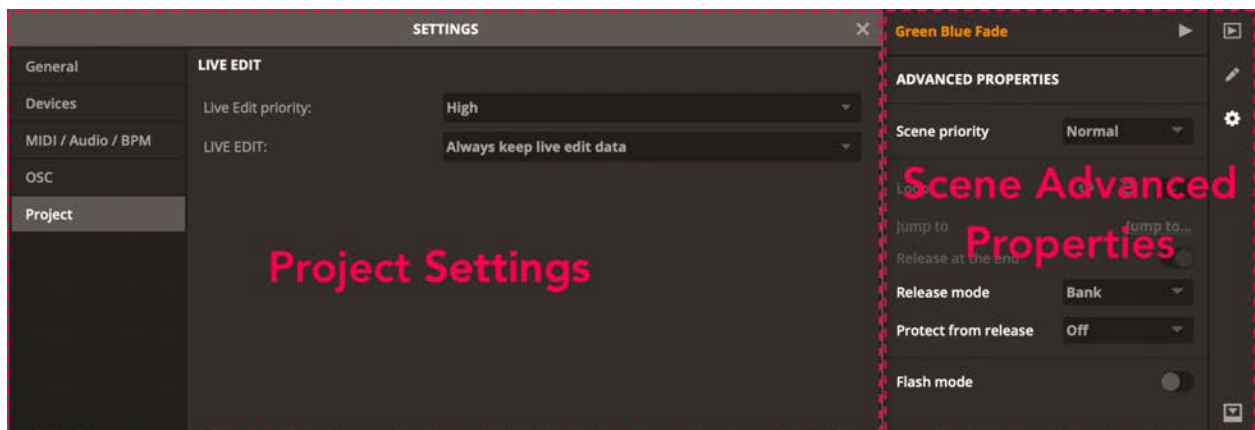 SETTINGS
General
Devices
MIDI / Audio / BPM
OSC
Project
LIVE EDIT
Live Edit priority:
High
LIVE EDIT:
Always keep live edit data
Project Settings
Green Blue Fade
ADVANCED PROPERTIES
Scene priority
Normal
Scene Advanced
Properties
Loop
Jump to
Jump to...
Release at the end
Release mode
Bank
Protect from release
Off
Flash mode